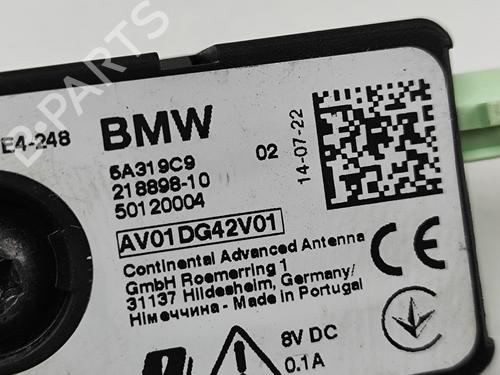 E4-248
BMW
5A319C9
02
218898-10
50120004
14-07-22
AV01DG42V01
Continental Advanced Antenna
GmbH Roemerring 1
31137 Hildesheim, Germany/
Німеччина - Made in Portugal
CE
8V DC
0.1A
B-PARTS